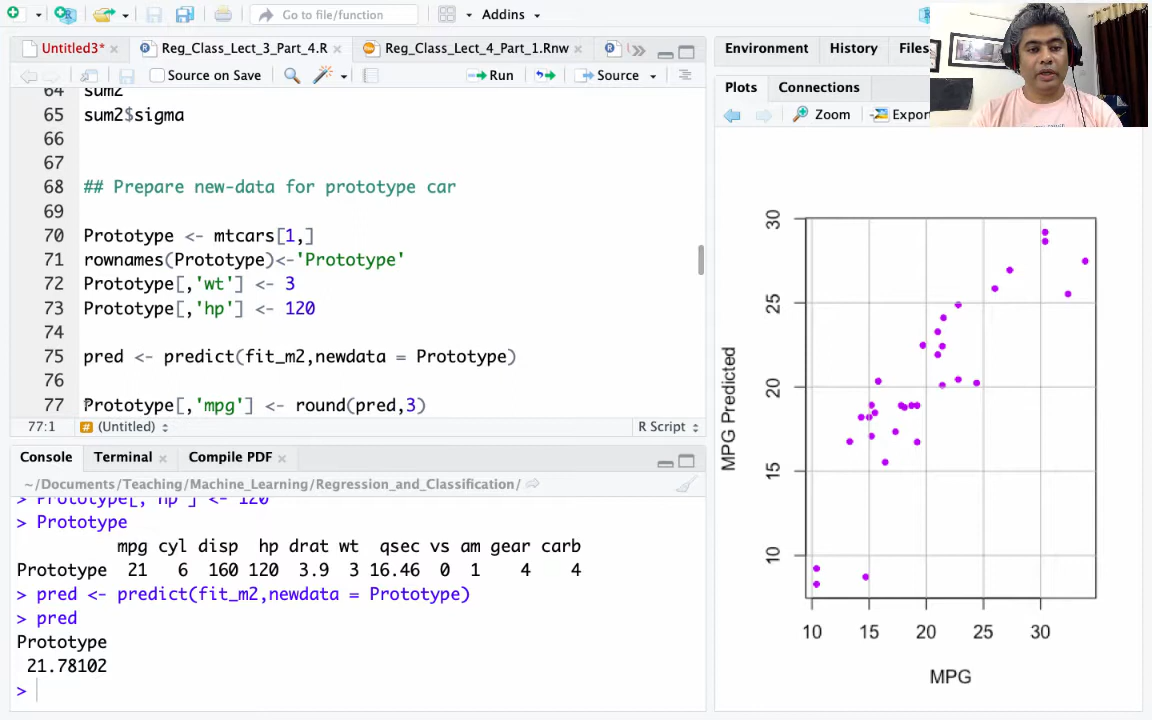 Go to file/function
Addins
Untitled3*
Reg_Class_Lect_3_Part_4.R
Reg_Class_Lect_4_Part_1.Rnw
Source on Save
Run
Source
64 sum2
65 sum2$sigma
66
67
68 ## Prepare new-data for prototype car
69
70 Prototype <- mtcars[1,]
71 rownames(Prototype)<-'Prototype'
72 Prototype[,'wt'] <- 3
73 Prototype[,'hp'] <- 120
74
75 pred <- predict(fit_m2,newdata = Prototype)
76
77 Prototype[,'mpg'] <- round(pred,3)
77:1 # (Untitled) R Script
Console Terminal Compile PDF
~/Documents/Teaching/Machine_Learning/Regression_and_Classification/
> Prototype[,'hp'] <- 120
> Prototype
mpg cyl disp hp drat wt qsec vs am gear carb
Prototype 21 6 160 120 3.9 3 16.46 0 1 4 4
> pred <- predict(fit_m2,newdata = Prototype)
> pred
Prototype
21.78102
>
Environment History Files
Plots Connections
Zoom Expor
30
25
20
15
10
MPG Predicted
10 15 20 25 30
MPG